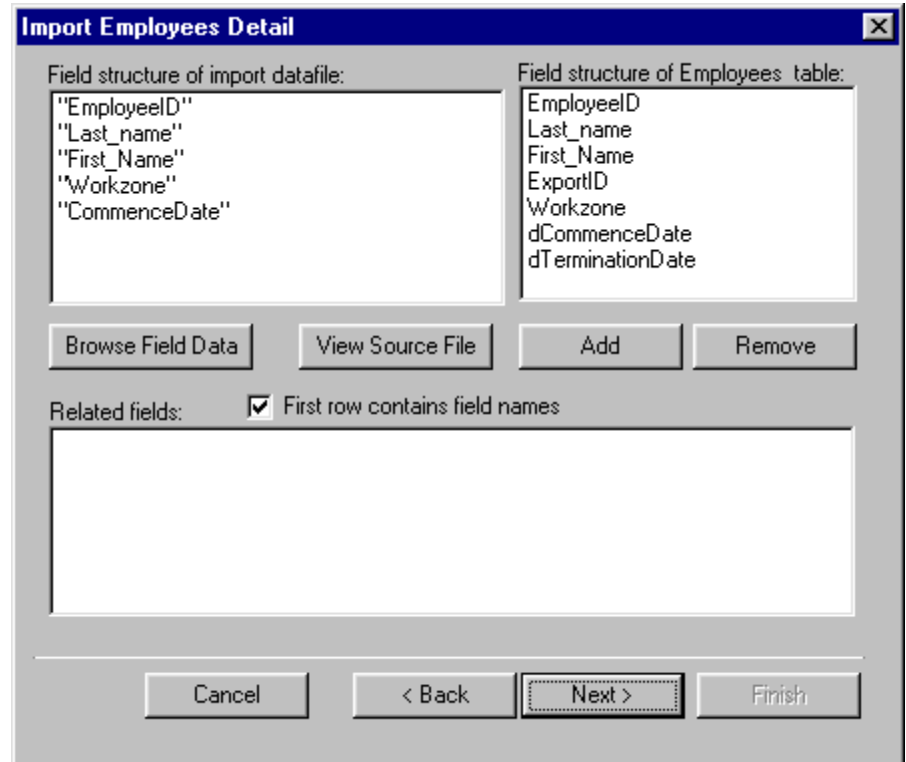 Import Employees Detail
Field structure of import datafile:
Field structure of Employees table:
"EmployeeID"
"Last_name"
"First_Name"
"Workzone"
"CommenceDate"
EmployeeID
Last_name
First_Name
ExportID
Workzone
dCommenceDate
dTerminationDate
Browse Field Data
View Source File
Add
Remove
Related fields:
First row contains field names
Cancel
< Back
Next >
Finish